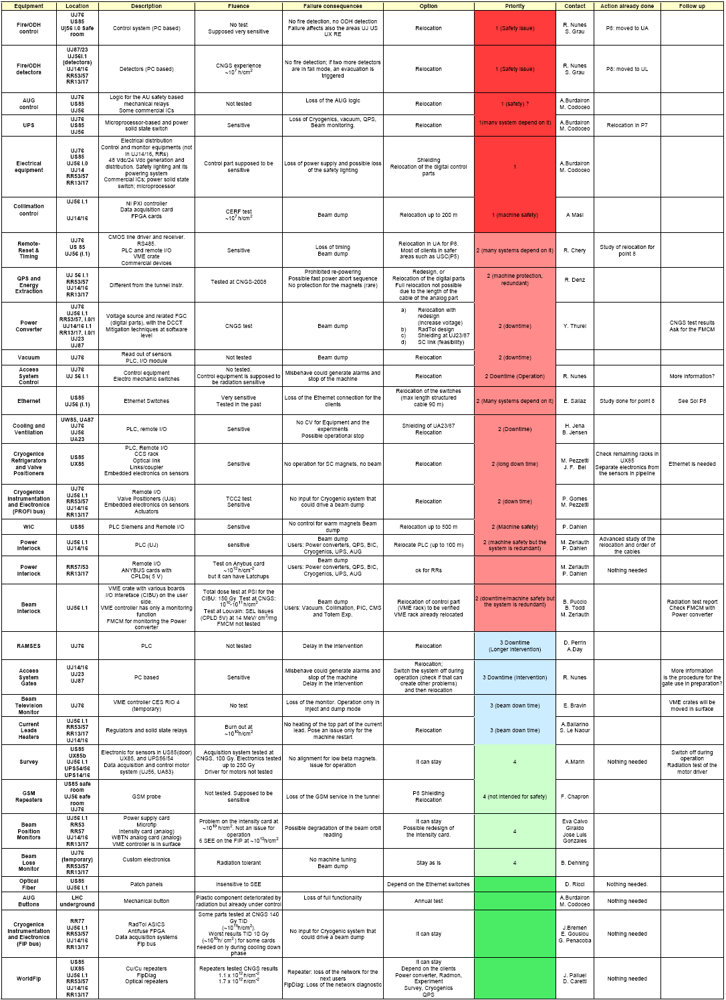 Equipment Location Description Fluence Failure consequences Option Priority Contact Action already done Follow up
Fire/ODH
control
UJ76
US85
Uj56 l.0 Safe
room
Control system (PC based)
No test
Supposed very sensitive
No fire detection, no ODH detection
Failure affects also the areas UJ US
UX RE
Relocation
1 (Safety issue)
R. Nunes
S. Grau
P8: moved to UA
Fire/ODH
detectors
UJ87/23
UJ56l.1
(detectors)
UJ14/16
RR53/57
RR13/17
Detectors (PC based)
CNGS experience
~10⁷ h/cm²
No fire detection; if two more detectors
are in fail mode, an evacuation is
triggered
Relocation
1 (Safety issue)
R. Nunes
S. Grau
P8: moved to UL
AUG
control
UJ76
US85
UJ56
Logic for the AU safety based
mechanical relays
Some commercial ICs
Not tested
Loss of the AUG logic
Relocation
1 (safety) ?
A.Burdairon
M. Codoceo
UPS
UJ76
US85
UJ56
Microprocessor-based and power
solid state switch
Sensitive
Loss of Cryogenics, vacuum, QPS,
Beam monitoring.
Relocation
1(many system depend on it)
A.Burdairon
M. Codoceo
Relocation in P7
Electrical
equipment
UJ76
US85
UJ56 l.0
UJ14
RR53/57
RR13/17
Electrical distribution
Control and monitor equipments (not
in UJ14/16, RRs)
48 Vdc/24 Vdc generation and
distribution. Safety lighting ant its
powering system
Commercial ICs; power solid state
switch; microprocessor
Control part supposed to be
sensitive
Loss of power supply and possible loss
of the safety lighting
Shielding
Relocation of the digital control
parts
1
A.Burdairon
M. Codoceo
Collimation
control
UJ56 l.1
UJ14/16
NI PXI controller
Data acquisition card
FPGA cards
CERF test
~10⁷ h/cm²
Beam dump
Relocation up to 200 m
1 (machine safety)
A Masi
Remote-
Reset &
Timing
UJ76
US 85
UJ56 (l.1)
CMOS line driver and receiver.
RS485.
PLC and remote I/O
VME crate
Commercial devices
Sensitive
Loss of timing
Beam dump
Relocation in UA for P8.
Most of clients in safer
areas such as USC(P5)
2 (many systems depend on it)
R. Chery
Study of relocation for
point 8
QPS and
Energy
Extraction
UJ 56 l.1
RR53/57
UJ14/16
RR13/17
Different from the tunnel instr.
Tested at CNGS-2008
Prohibited re-powering
Possible fast power abort sequence
No protection for the magnets (rare)
Redesign, or
Relocation of the digital parts
Full relocation not possible
due to the length of the
cable of the analog part
2 (machine protection,
redundant)
R. Denz
Power
Converter
UJ76
UJ56 l.1
RR53/57, l.0/1
UJ14/16 l.1
RR13/17, l.0/1
UJ23
UJ87
Voltage source and related FGC
(digital parts), with the DCCT
Mitigation techniques at software
level
CNGS test
Beam dump
a) Relocation with
redesign
(increase voltage)
b) RadTol design
c) Shielding at UJ23/87
d) SC link (feasibility)
2 (downtime)
Y. Thurel
CNGS test results
Ask for the FMCM
Vacuum
UJ76
Read out of sensors
PLC, I/O module
Not tested
Beam dump
Relocation
2 (downtime)
Access
System
Control
UJ76
UJ 56 l.1
Control equipment
Electro mechanic switches
No tested.
Control equipment is supposed to
be radiation sensitive
Misbehave could generate alarms and
stop of the machine
Relocation
2 Downtime (Operation)
R. Nunes
More information?
Ethernet
US85
UJ56 (l.1)
Ethernet Switches
Very sensitive
Tested in the past
Loss of the Ethernet connection for the
clients
Relocation of the switches
(max length structured
cable 90 m)
2 (Many systems depend on it)
E. Sallaz
Study done for point 8
See Sol P8
Cooling and
Ventilation
UW85, UA87
UJ76
UJ56
UA23
PLC, remote I/O
Sensitive
No CV for Equipment and the
experiments
Possible operational stop
Shielding of UA23/87
Relocation
2 (Downtime)
H. Jena
B. Jensen
Cryogenics
Refrigerators
and Valve
Positioners
US85
UX85
PLC, Remote I/O
CCS rack
Optical link
Links/coupler
Embedded electronics on sensors
Sensitive
No operation for SC magnets, no beam
Relocation
2 (long down time)
M. Pezzetti
J. F. Bel
Check remaining racks in
UX85
Separate electronics from
the sensors in pipeline
Ethernet is needed
Cryogenics
Instrumentation
and Electronics
(PROFI bus)
UJ76
UJ56 l.1
RR53/57
UJ14/16
RR13/17
Remote I/O
Valve Positioners (UJs)
Embedded electronics on sensors
Actuators
TCC2 test
Sensitive
No input for Cryogenic system that
could drive a beam dump
Relocation
2 (down time)
P. Gomes
M. Pezzetti
WIC
US85
PLC Siemens and Remote I/O
Sensitive
No control for warm magnets Beam
dump
Relocation up to 500 m
2 (Machine safety)
P. Dahlen
Power
Interlock
UJ56 l.1
UJ14/16
PLC (UJ)
sensitive
Beam dump
Users: Power converters, QPS, BIC,
Cryogenics, UPS, AUG
Relocate PLC (up to 100 m)
2 (machine safety but the
system is redundant)
M. Zerlauth
P. Dahlen
Advanced study of the
relocation and order of
the cables
Power
Interlock
RR57/53
RR13/17
Remote I/O
ANYBUS cards with
CPLDs( 5 V)
Test on Anybus card
~10¹² h/cm⁻²
but it can have Latchups
Beam dump
Users: Power converters, QPS, BIC,
Cryogenics, UPS, AUG
ok for RRs
M. Zerlauth
P. Dahlen
Nothing needed
Beam
Interlock
UJ56 l.1
VME crate with various boards
I/O Intereface (CIBU) on the user
side.
VME controller has only a monitoring
function
FMCM for monitoring the Power
converter
Total dose test at PSI for the
CIBU: 150 Gy Test at CNGS:
10¹⁰-10¹¹ h/cm²
Test at Louvain: SEL issues
(CPLD 5V) at 14 MeV/ cm²/mg
FMCM not tested
Beam dump
Users: Vacuum. Collimation, PIC, CMS
and Totem Exp.
Relocation of control part
(VME rack) to be verified
VME rack already relocated
2 (downtime/machine safety but
the system is redundant)
B. Puccio
B. Todd
M. Zerlauth
Radiation test report
Check FMCM with
Power converter
RAMSES
UJ76
PLC
Not tested
Delay in the intervention
Relocation
3 Downtime
(Longer Intervention)
D. Perrin
A.Day
Access
System
Gates
UJ14/16
UJ23
UJ87
PC based
Sensitive
Misbehave could generate alarms and
stop of the machine
Delay in the intervention
Relocation;
Switch the system off during
operation (check if that can
create other problems)
and then relocation
3 Downtime (Intervention)
R. Nunes
More information
Is the procedure for the
gate use in preparation?
Beam
Television
Monitor
UJ76
VME controller CES RIO 4
(temporary)
No test
Loss of the monitor. Operation only in
inject and dump mode
3 (beam down time)
E. Bravin
VME crates will be
moved in surface
Current
Leads
Heaters
UJ56 l.1
RR53/57
RR13/17
UJ14/16
Regulators and solid state relays
Burn out at
~10¹⁰h/cm²
No heating of the top part of the current
lead. Pose an issue only for the
machine restart
Relocation
3 (beam down time)
A.Ballarino
S. Le Naour
Survey
US85
UX85b
UJ56 l.1
UPS54/56
UPS14/16
Electronic for sensors in US85(door)
UX85, and UPS56/54
Data acquisition and control motor
system (UJ56, UA83)
Acquisition system tested at
CNGS, 100 Gy. Electronics tested
up to 250 Gy
Driver for motors not tested
No alignment for low beta magnets.
Issue for operation
It can stay
4
A.Marin
Nothing needed
Switch off during
operation
Radiation test of the
motor driver
GSM
Repeaters
US85 safe
room
UJ56 safe
room
UJ76
GSM probe
Not tested. Supposed to be
sensitive
Loss of the GSM service in the tunnel
P8 Shielding
Relocation
4 (not intended for safety)
F. Chapron
Beam
Position
Monitors
UJ56 l.1
RR53
RR57
UJ14/16
RR13/17
Power supply card
Microfip
Intensity card (analog)
WBTN analog card (analog)
VME controller is in surface
Problem on the intensity card at
~10¹⁰ h/cm². Not an issue for
operation
6 SEE on the FIP at ~10¹²h/cm²
Possible degradation of the beam orbit
reading
It can stay
Possible redesign of
the intensity card.
4
Eva Calvo
Giraldo
Jose Luis
Gonzales
Beam
Loss
Monitor
UJ76
(temporary)
RR53/57
RR13/17
Custom electronics
Radiation tolerant
No machine tuning
Beam dump
Stay as is
4
B. Dehning
Optical
Fiber
US85
UJ56 l.1
Patch panels
Insensitive to SEE
Depend on the Ethernet switches
D. Ricci
Nothing needed.
AUG
Buttons
LHC
underground
Mechanical button
Plastic component deteriorated by
radiation but already under control
Loss of full functionality
Annual test
A.Burdairon
M. Codoceo
Nothing needed
Cryogenics
Instrumentation
and Electronics
(FIP bus)
RR77
UJ56 l.1
RR53/57
UJ14/16
RR13/17
RadTol ASICS
Antifuse FPGA
Data acquisition systems
Fip bus
Some parts tested at CNGS 140
Gy TID
(~10¹¹h/cm²).
Worst results TID 10 Gy
(~10¹⁰h/ cm²) for some cards
needed on ly during cooling down
phase
No input for Cryogenic system that
could drive a beam dump
It can stay
J.Bremen
E. Gousiou
G. Penacoba
Nothing needed
WorldFip
US85
UX85
UJ56 l.1
RR53/57
UJ14/16
RR13/17
Cu/Cu repeaters
FipDiag
Optical repeaters
Repeaters tested CNGS results
1.1 x 10¹² n/cm⁻²
1.7 x 10¹² n/cm⁻²
Repeater: loss of the network for the
next users
FipDiag: Loss of the network diagnostic
It can stay
Depend on the clients
Power converter, Radmon,
Experiment
Survey, Cryogenics
QPS
J. Palluel
D. Caretti
Nothing needed